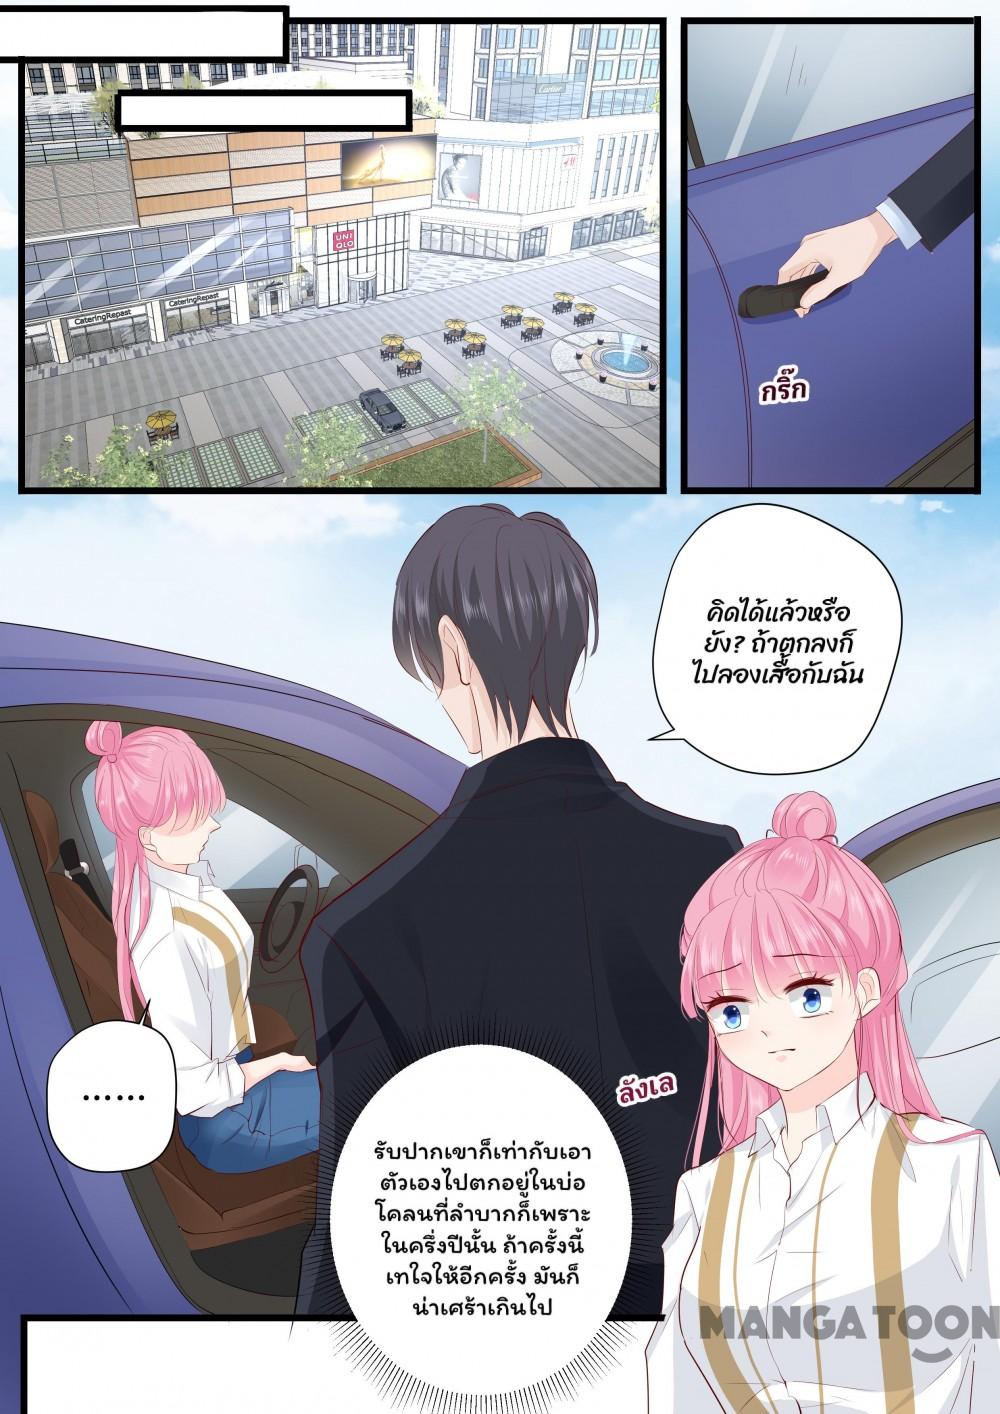 Cartier
H&M
UNI
QLO
CateringRepast
CateringRepast
กริ๊ก
คิดได้แล้วหรือ
ยัง? ถ้าตกลงก็
ไปลองเสื้อกับฉัน
......
ลังเล
รับปากเขาก็เท่ากับเอา
ตัวเองไปตกอยู่ในบ่อ
โคลนที่ลำบากก็เพราะ
ในครึ่งปีนั้น ถ้าครั้งนี้
เทใจให้อีกครั้ง มันก็
น่าเศร้าเกินไป
MANGATOON